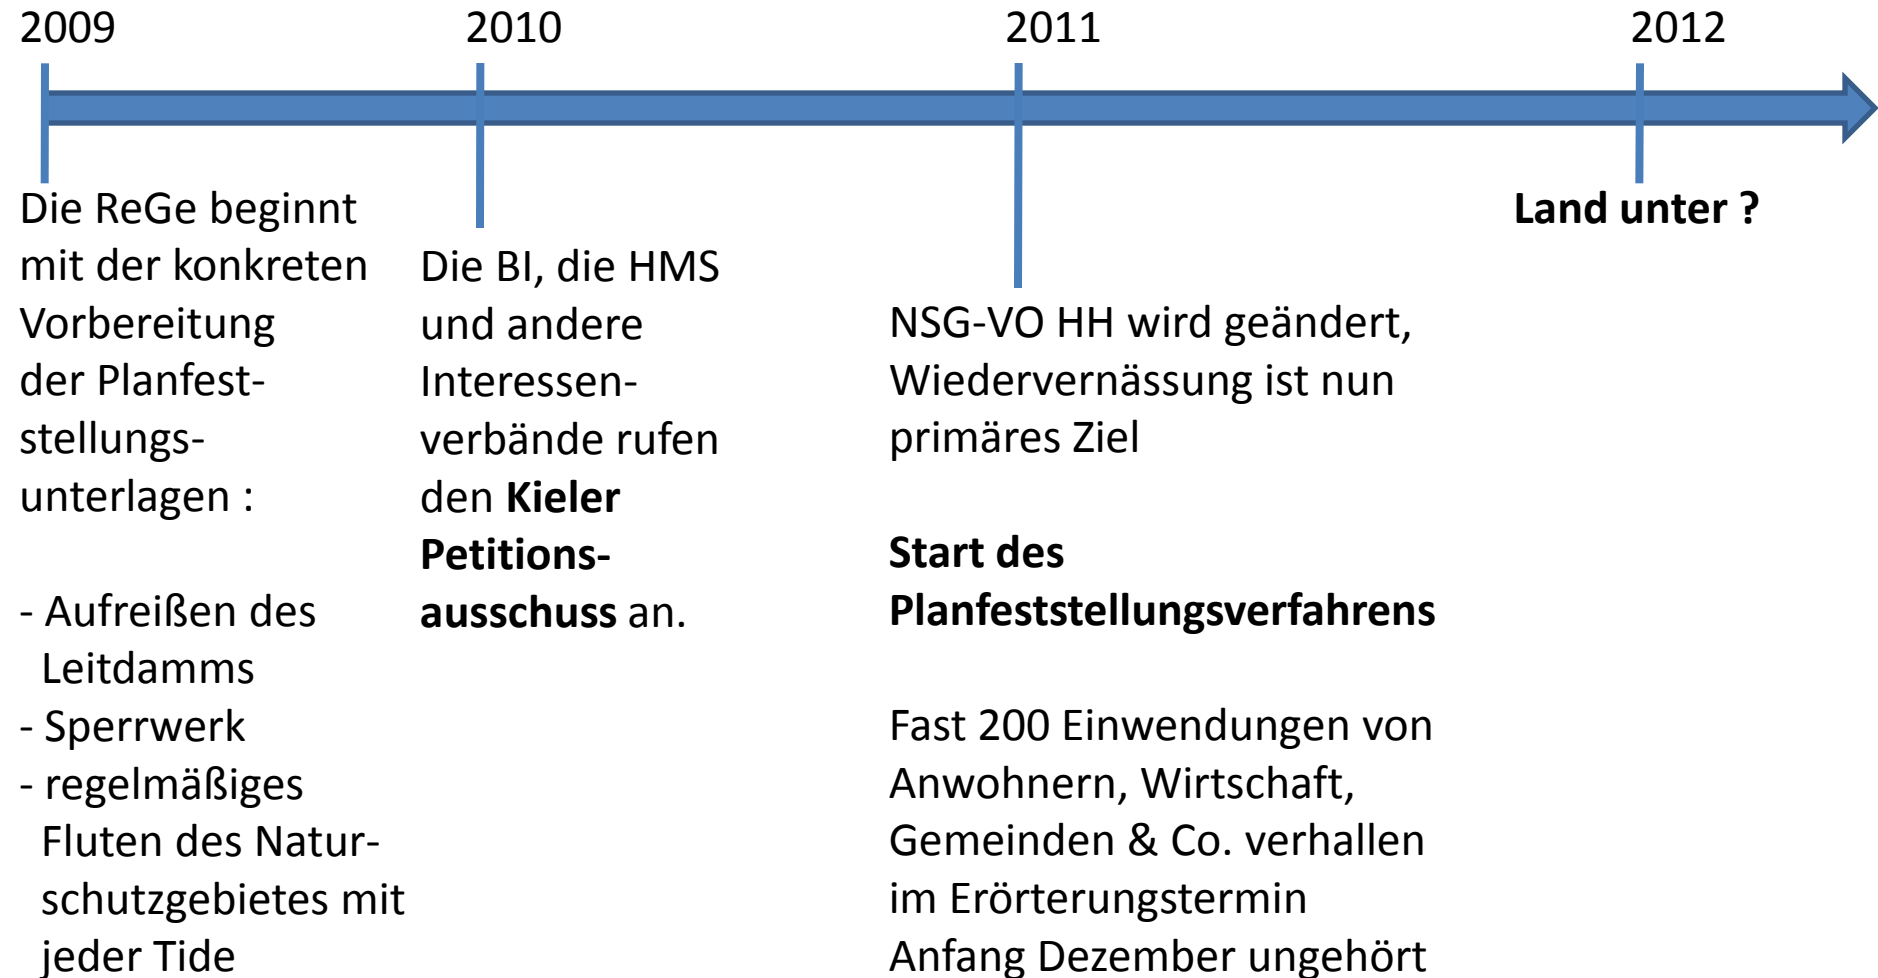 2009
2010
2011
2012
Die ReGe beginnt
mit der konkreten
Vorbereitung
der Planfest-
stellungs-
unterlagen :
- Aufreißen des
Leitdamms
- Sperrwerk
- regelmäßiges
Fluten des Natur-
schutzgebietes mit
jeder Tide
Die BI, die HMS
und andere
Interessen-
verbände rufen
den Kieler
Petitions-
ausschuss an.
NSG-VO HH wird geändert,
Wiedervernässung ist nun
primäres Ziel
Start des
Planfeststellungsverfahrens
Fast 200 Einwendungen von
Anwohnern, Wirtschaft,
Gemeinden & Co. verhallen
im Erörterungstermin
Anfang Dezember ungehört
Land unter ?